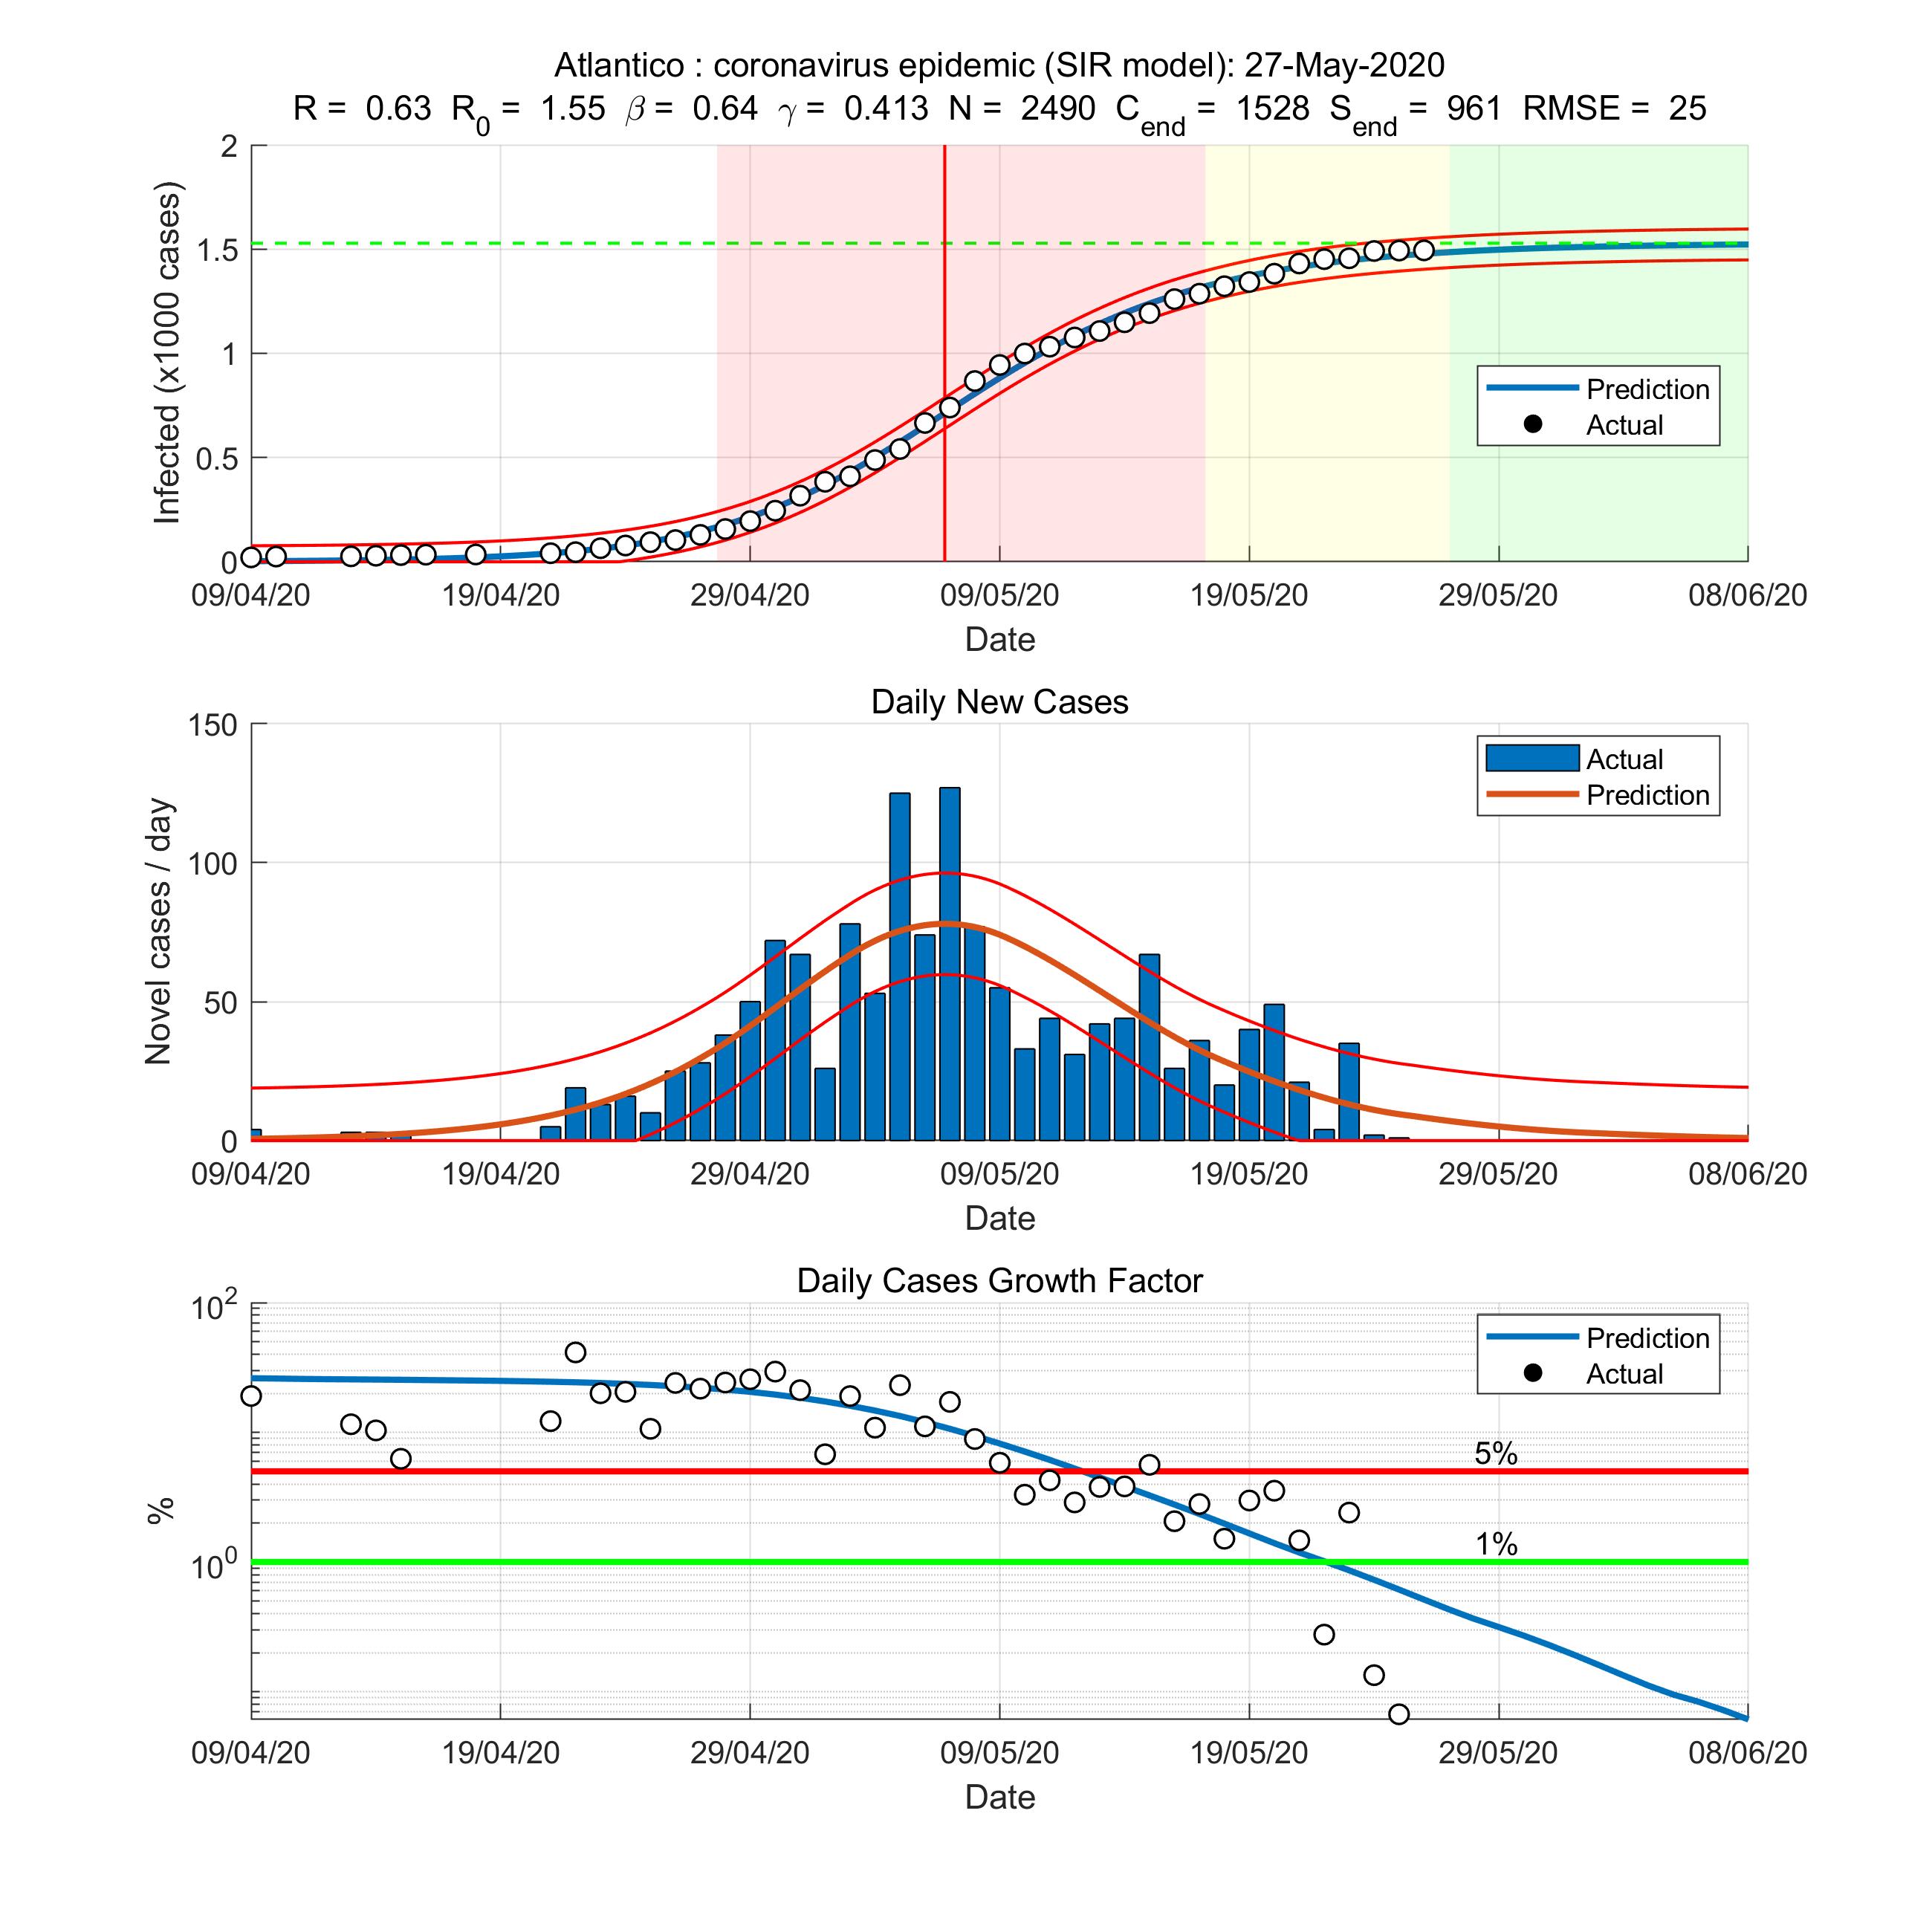 Atlantico : coronavirus epidemic (SIR model): 27-May-2020
R = 0.63 R0 = 1.55 β = 0.64 γ = 0.413 N = 2490 Cend = 1528 Send = 961 RMSE = 25
2
1.5
1
0.5
0
Infected (x1000 cases)
Prediction
Actual
09/04/20 19/04/20 29/04/20 09/05/20 19/05/20 29/05/20 08/06/20
Date
Daily New Cases
150
100
50
0
Novel cases / day
Actual
Prediction
09/04/20 19/04/20 29/04/20 09/05/20 19/05/20 29/05/20 08/06/20
Date
Daily Cases Growth Factor
10^2
10^0
%
Prediction
Actual
5%
1%
09/04/20 19/04/20 29/04/20 09/05/20 19/05/20 29/05/20 08/06/20
Date